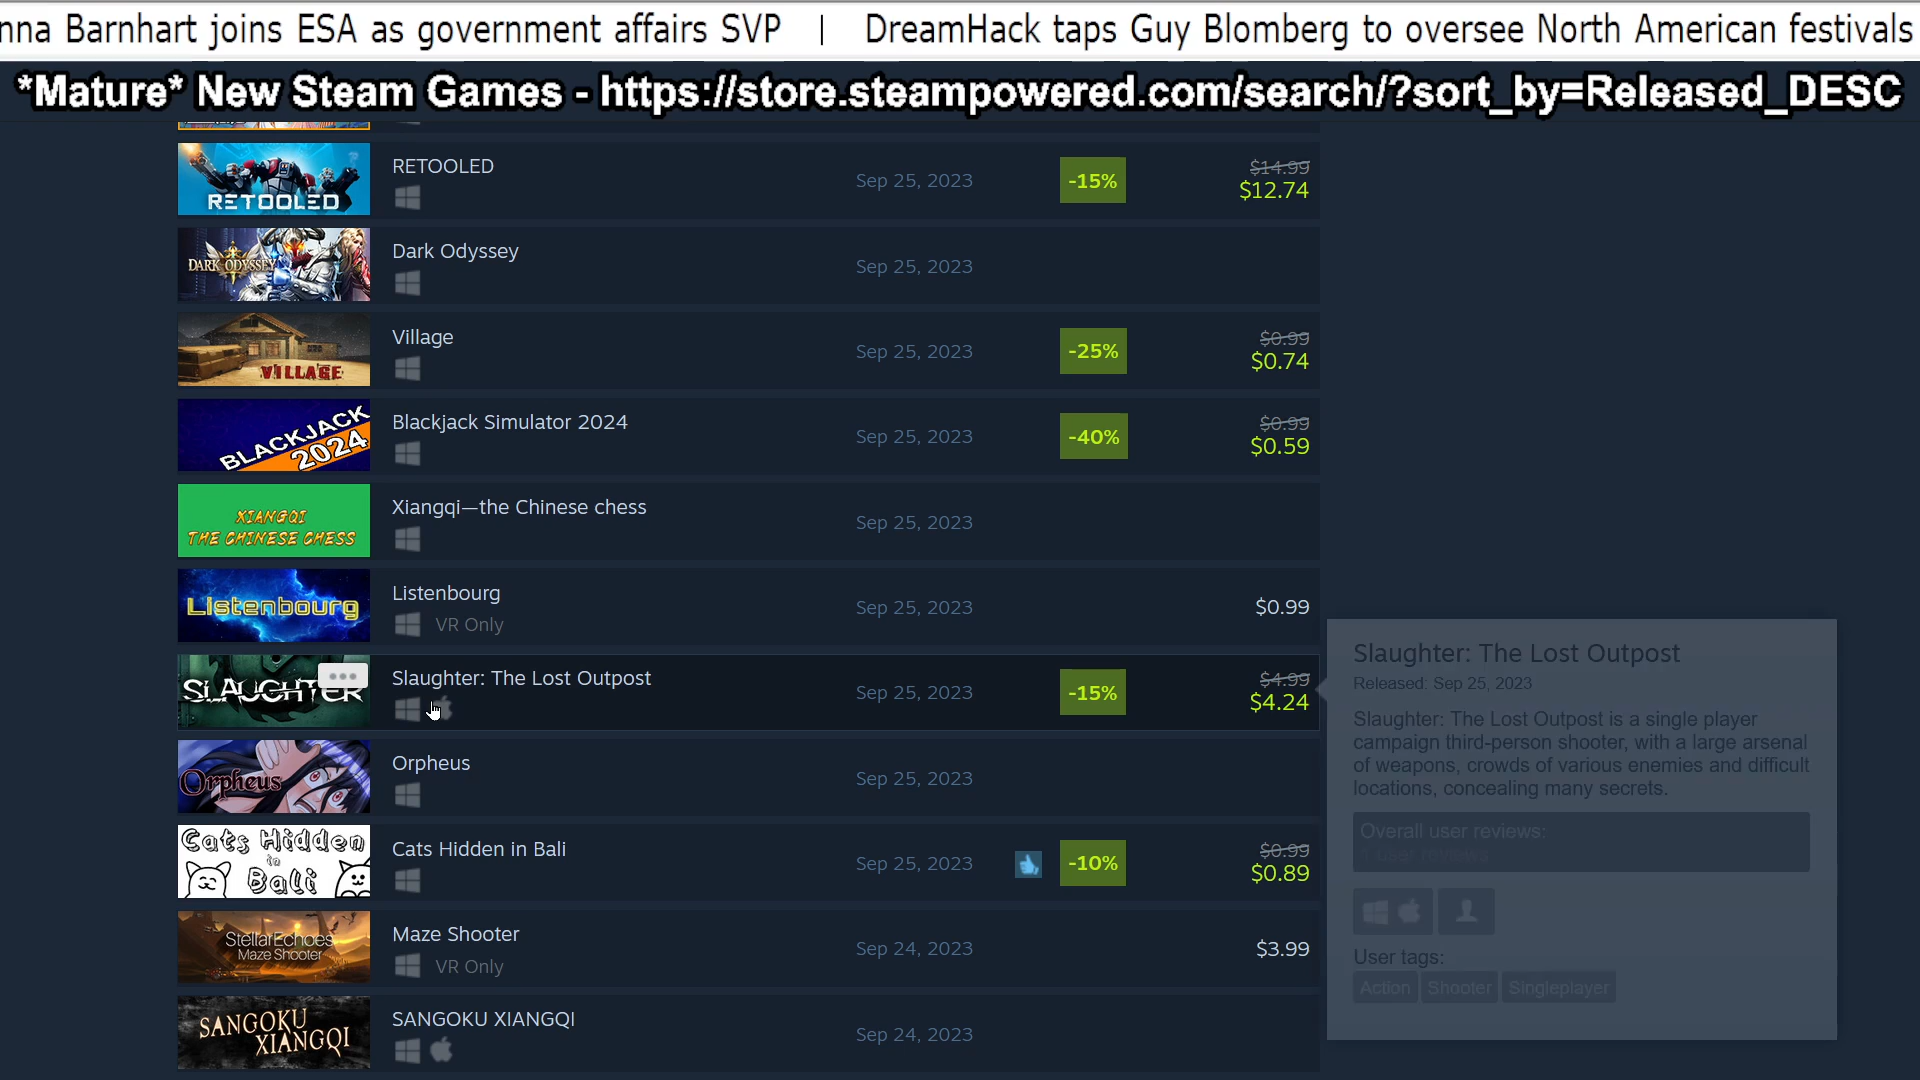 nna Barnhart joins ESA as government affairs SVP | DreamHack taps Guy Blomberg to oversee North American festivals
*Mature* New Steam Games - https://store.steampowered.com/search/?sort_by=Released_DESC
RETOOLED
RETOOLED
Sep 25, 2023
-15%
$14.99
$12.74
DARK ODYSSEY
Dark Odyssey
Sep 25, 2023
VILLAGE
Village
Sep 25, 2023
-25%
$0.99
$0.74
BLACKJACK
2024
Blackjack Simulator 2024
Sep 25, 2023
-40%
$0.99
$0.59
XIANGQI
THE CHINESE CHESS
Xiangqi—the Chinese chess
Sep 25, 2023
Listenbourg
Listenbourg
VR Only
Sep 25, 2023
$0.99
SLAUGHTER
Slaughter: The Lost Outpost
Sep 25, 2023
-15%
$4.99
$4.24
Orpheus
Orpheus
Sep 25, 2023
Cats Hidden
in
Bali
Cats Hidden in Bali
Sep 25, 2023
-10%
$0.99
$0.89
StellarEchoes
Maze Shooter
Maze Shooter
VR Only
Sep 24, 2023
$3.99
SANGOKU
XIANGQI
SANGOKU XIANGQI
Sep 24, 2023
Slaughter: The Lost Outpost
Released: Sep 25, 2023
Slaughter: The Lost Outpost is a single player
campaign third-person shooter, with a large arsenal
of weapons, crowds of various enemies and difficult
locations, concealing many secrets.
Overall user reviews:
1 user reviews
User tags:
Action
Shooter
Singleplayer